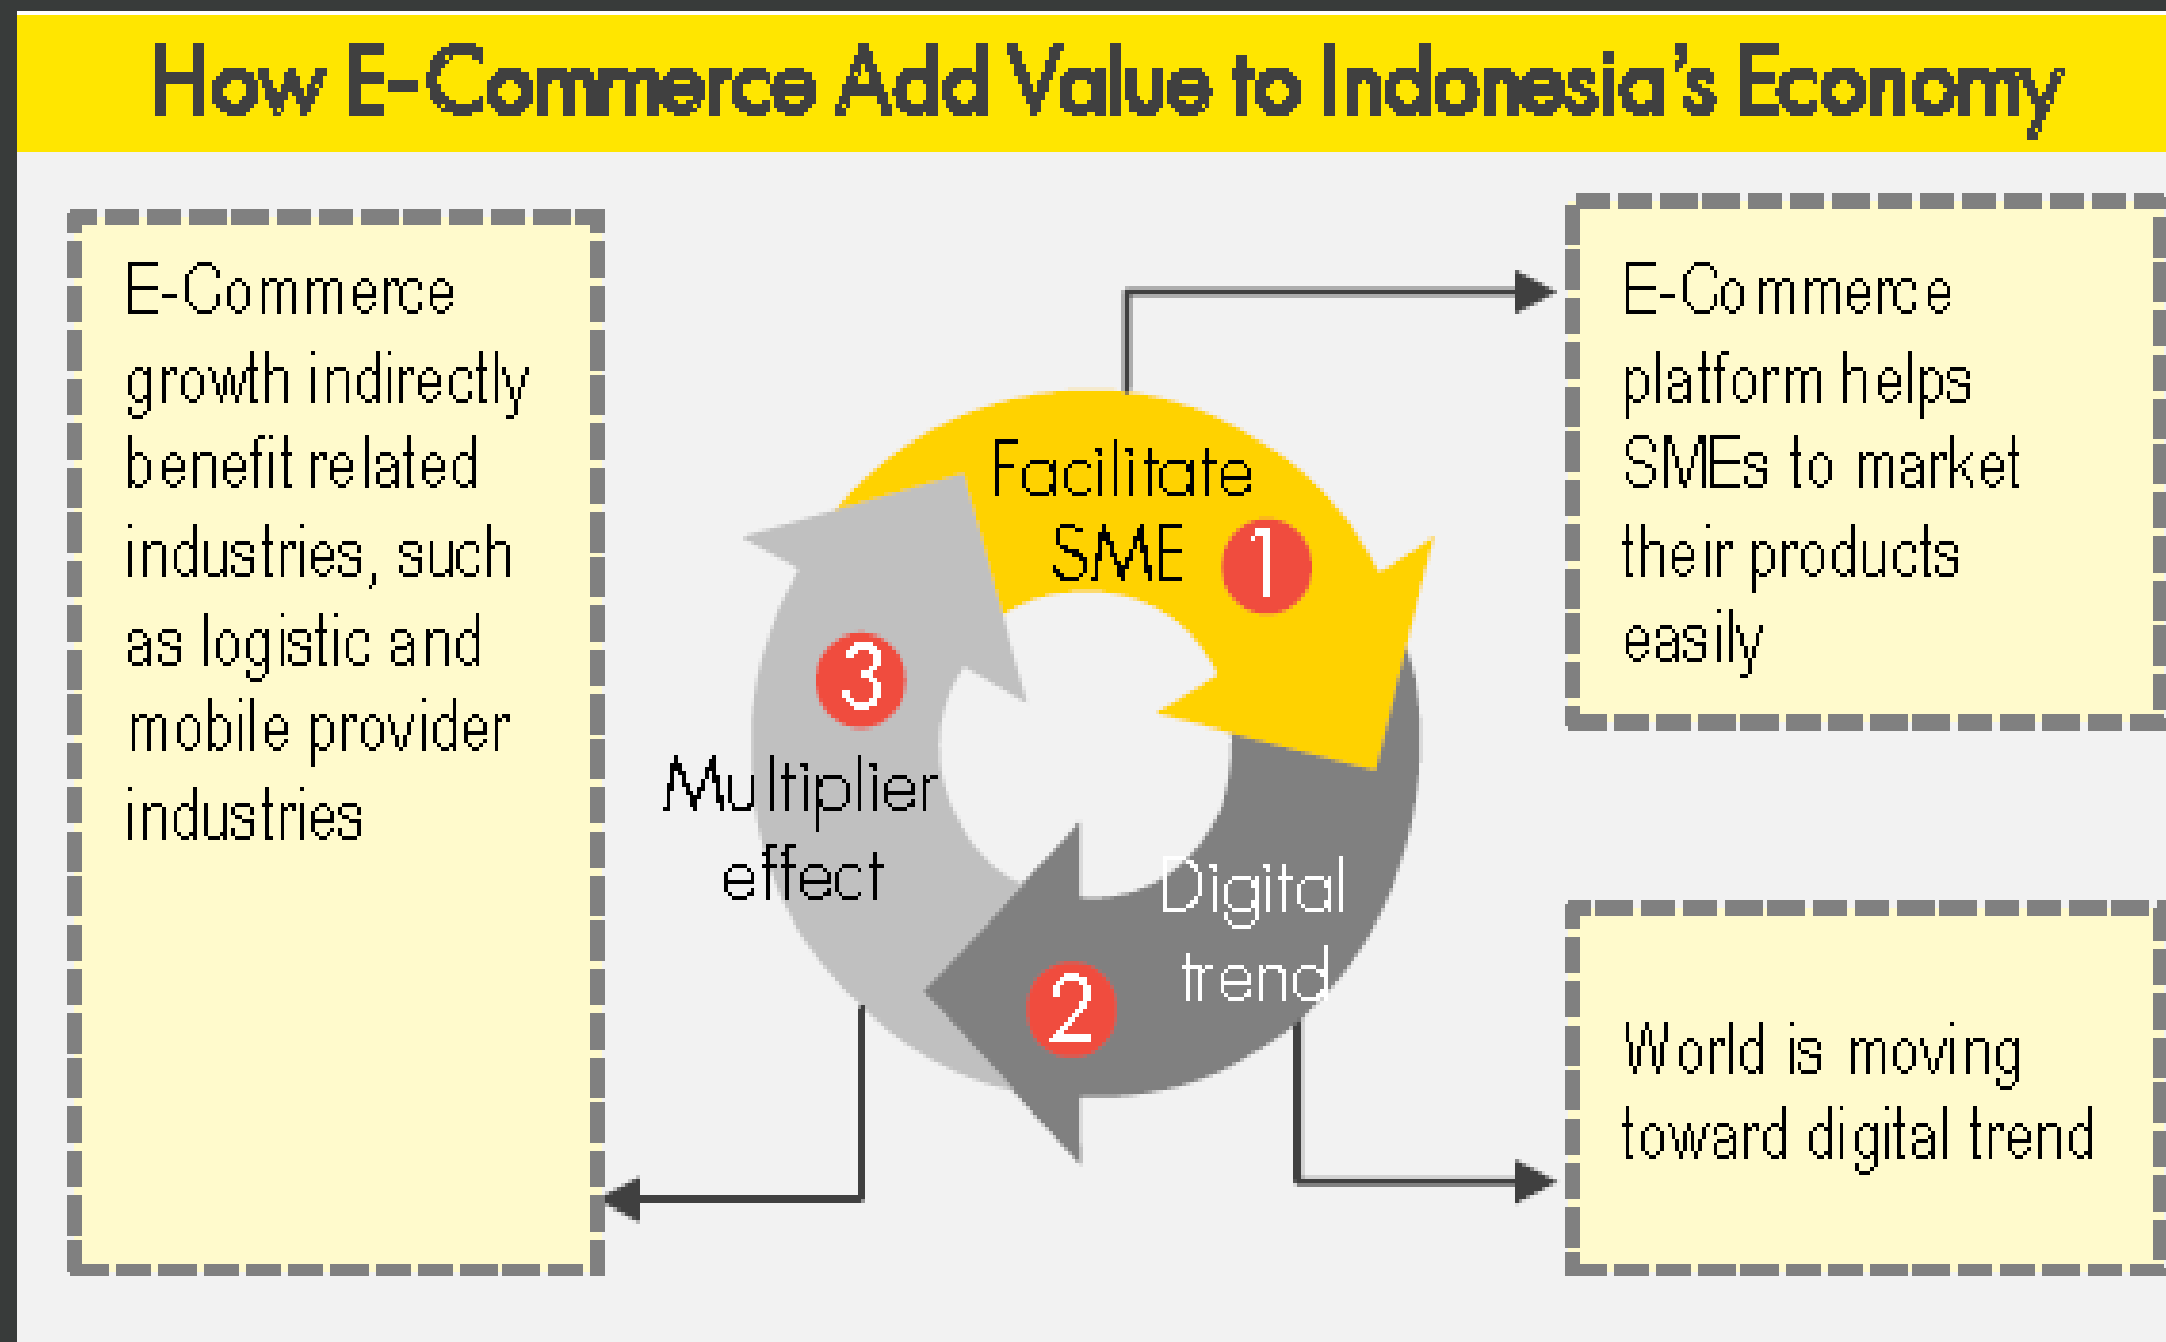 How E-Commerce Add Value to Indonesia's Economy
E-Commerce
growth indirectly
benefit related
industries, such
as logistic and
mobile provider
industries
Facilitate
SME
1
3
Multiplier
effect
Digital
trend
2
E-Commerce
platform helps
SMEs to market
their products
easily
World is moving
toward digital trend